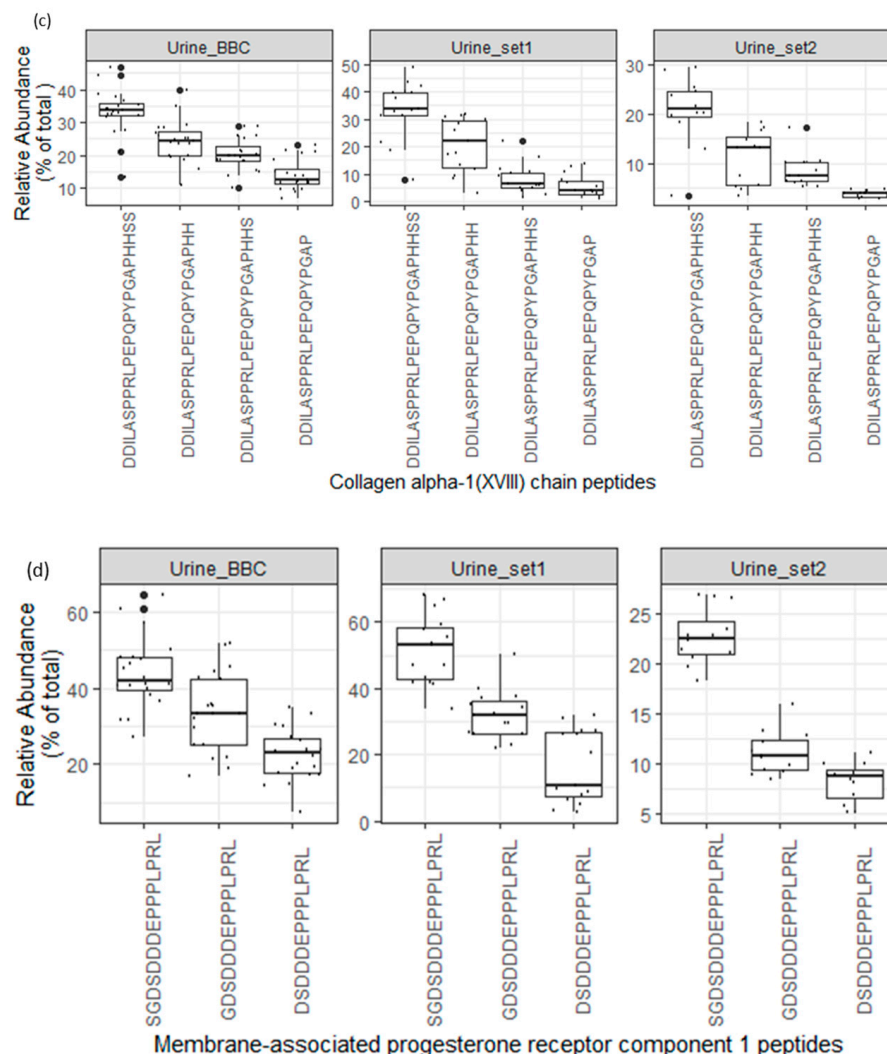 (c)
Urine_BBC
Urine_set1
Urine_set2
Relative Abundance
(% of total)
40
30
20
10
50
40
30
20
10
0
30
20
10
DDILASPPRLPEPQPYPGAPHHSS
DDILASPPRLPEPQPYPGAPHH
DDILASPPRLPEPQPYPGAPHHS
DDILASPPRLPEPQPYPGAP
DDILASPPRLPEPQPYPGAPHHSS
DDILASPPRLPEPQPYPGAPHH
DDILASPPRLPEPQPYPGAPHHS
DDILASPPRLPEPQPYPGAP
DDILASPPRLPEPQPYPGAPHHSS
DDILASPPRLPEPQPYPGAPHH
DDILASPPRLPEPQPYPGAPHHS
DDILASPPRLPEPQPYPGAP
Collagen alpha-1(XVIII) chain peptides
(d)
Urine_BBC
Urine_set1
Urine_set2
Relative Abundance
(% of total)
60
40
20
60
40
20
0
25
20
15
10
5
SGDSDDDEPPPLPRL
GDSDDDEPPPLPRL
DSDDDEPPPLPRL
SGDSDDDEPPPLPRL
GDSDDDEPPPLPRL
DSDDDEPPPLPRL
SGDSDDDEPPPLPRL
GDSDDDEPPPLPRL
DSDDDEPPPLPRL
Membrane-associated progesterone receptor component 1 peptides